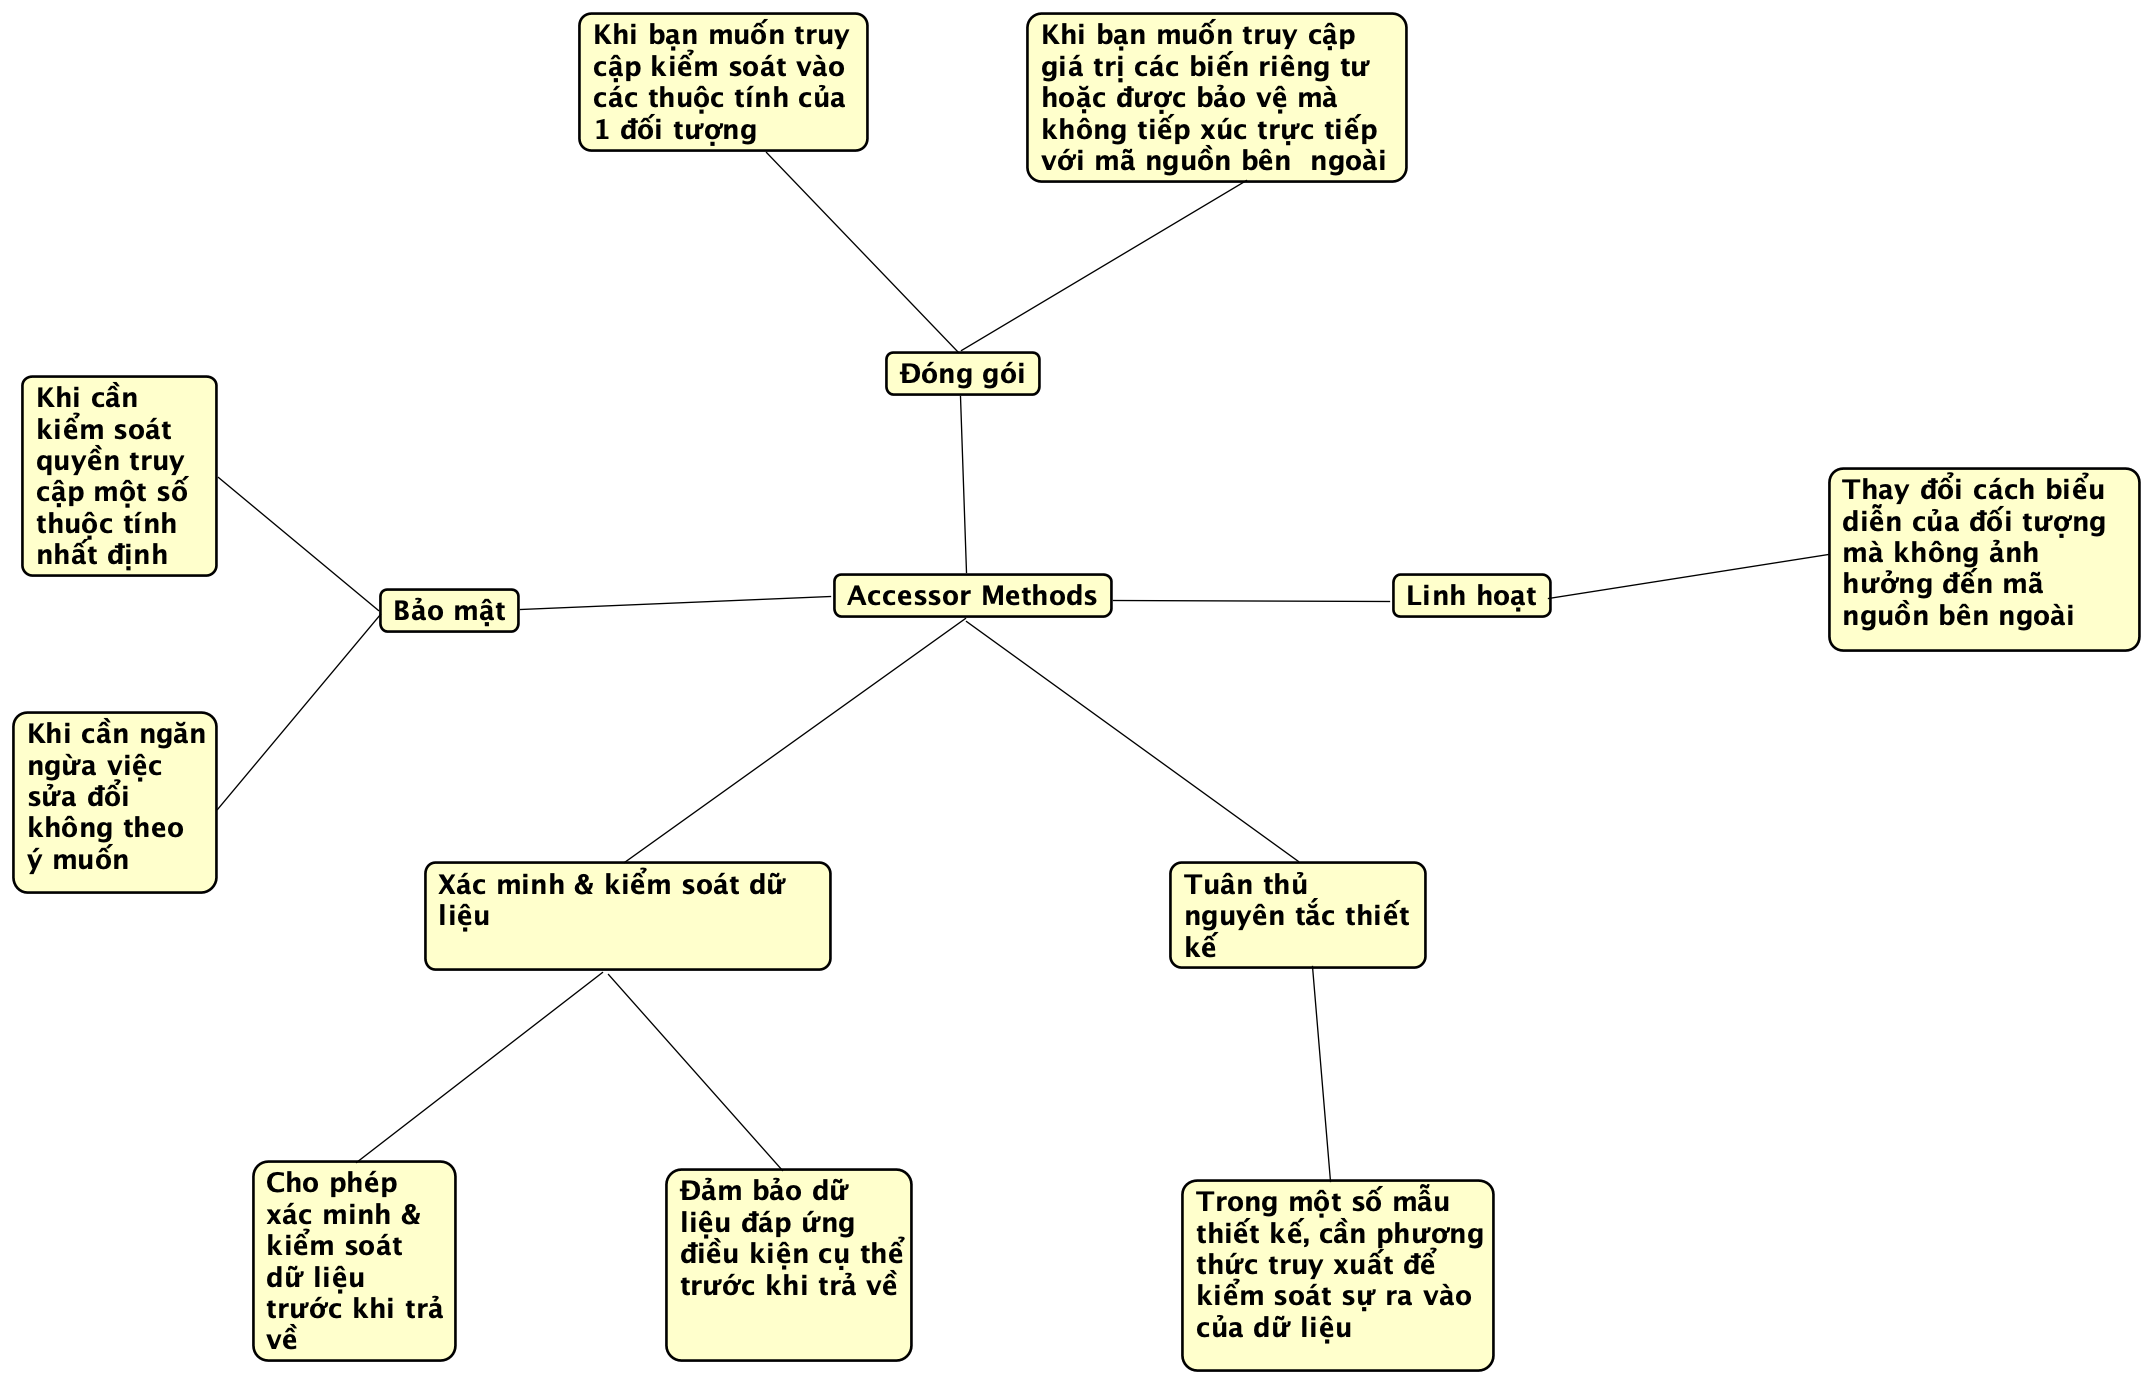 Khi bạn muốn truy
cập kiểm soát vào
các thuộc tính của
1 đối tượng
Khi bạn muốn truy cập
giá trị các biến riêng tư
hoặc được bảo vệ mà
không tiếp xúc trực tiếp
với mã nguồn bên  ngoài
Đóng gói
Khi cần
kiểm soát
quyền truy
cập một số
thuộc tính
nhất định
Bảo mật
Accessor Methods
Linh hoạt
Thay đổi cách biểu
diễn của đối tượng
mà không ảnh
hưởng đến mã
nguồn bên ngoài
Khi cần ngăn
ngừa việc
sửa đổi
không theo
ý muốn
Xác minh & kiểm soát dữ
liệu
Tuân thủ
nguyên tắc thiết
kế
Cho phép
xác minh &
kiểm soát
dữ liệu
trước khi trả
về
Đảm bảo dữ
liệu đáp ứng
điều kiện cụ thể
trước khi trả về
Trong một số mẫu
thiết kế, cần phương
thức truy xuất để
kiểm soát sự ra vào
của dữ liệu